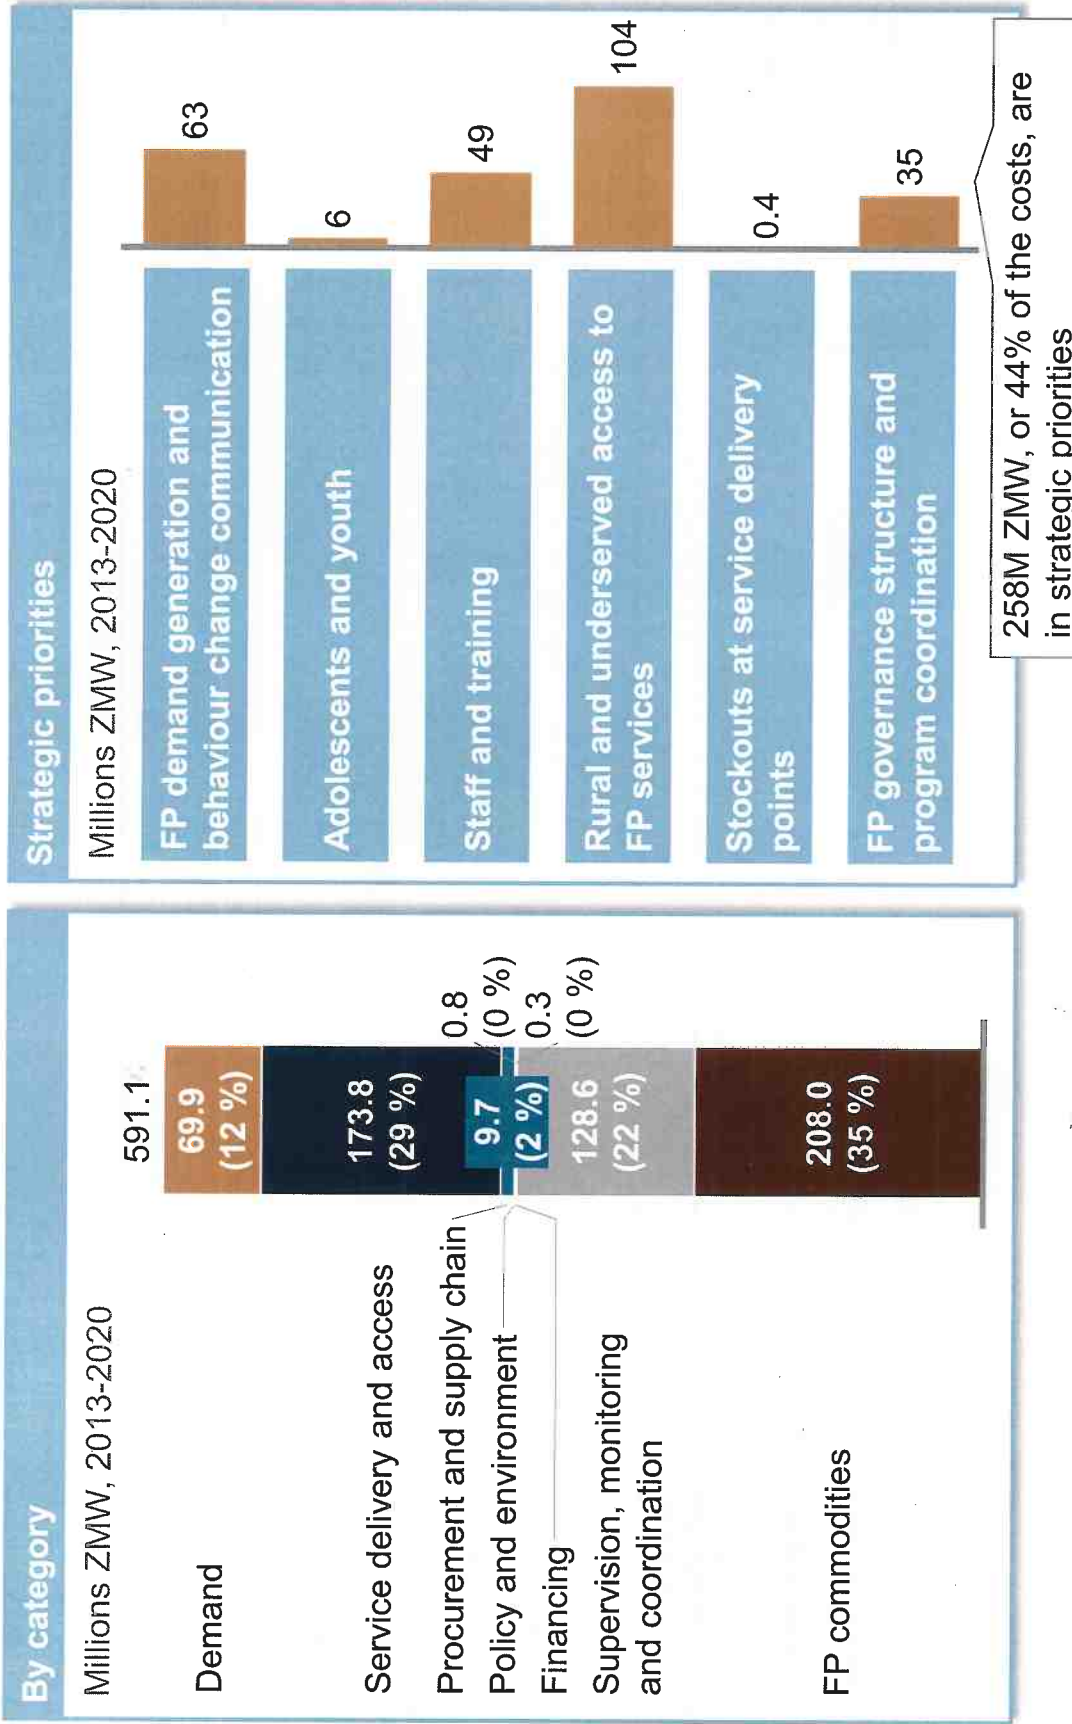 By category
Millions ZMW, 2013-2020
591.1
Demand
69.9
(12 %)
Service delivery and access
173.8
(29 %)
Procurement and supply chain
0.8
(0 %)
Policy and environment
9.7
(2 %)
Financing
0.3
(0 %)
Supervision, monitoring
and coordination
128.6
(22 %)
FP commodities
208.0
(35 %)
Strategic priorities
Millions ZMW, 2013-2020
FP demand generation and
behaviour change communication
63
Adolescents and youth
6
Staff and training
49
Rural and underserved access to
FP services
104
Stockouts at service delivery
points
0.4
FP governance structure and
program coordination
35
258M ZMW, or 44% of the costs, are
in strategic priorities